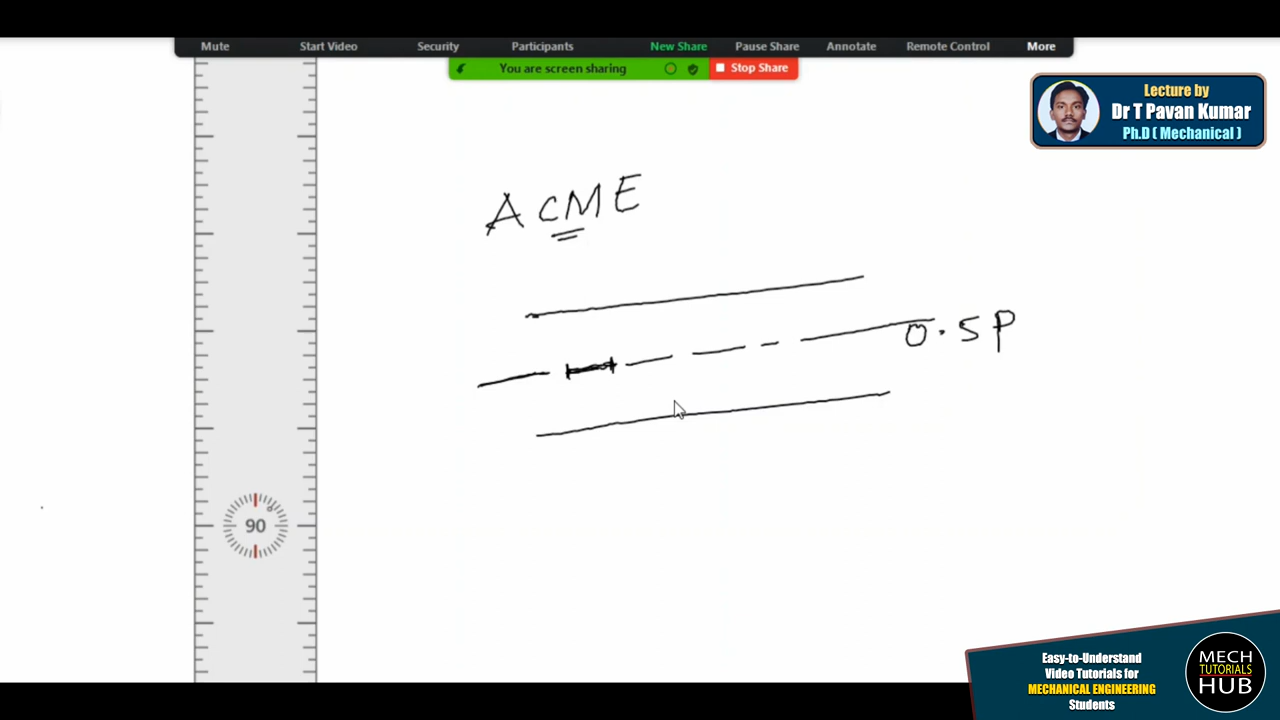 Mute Start Video Security Participants New Share Pause Share Annotate Remote Control More
You are screen sharing Stop Share
Lecture by
Dr T Pavan Kumar
Ph.D ( Mechanical )
ACME
0.5P
90
Easy-to-Understand
Video Tutorials for
MECHANICAL ENGINEERING
Students
MECH
TUTORIALS
HUB